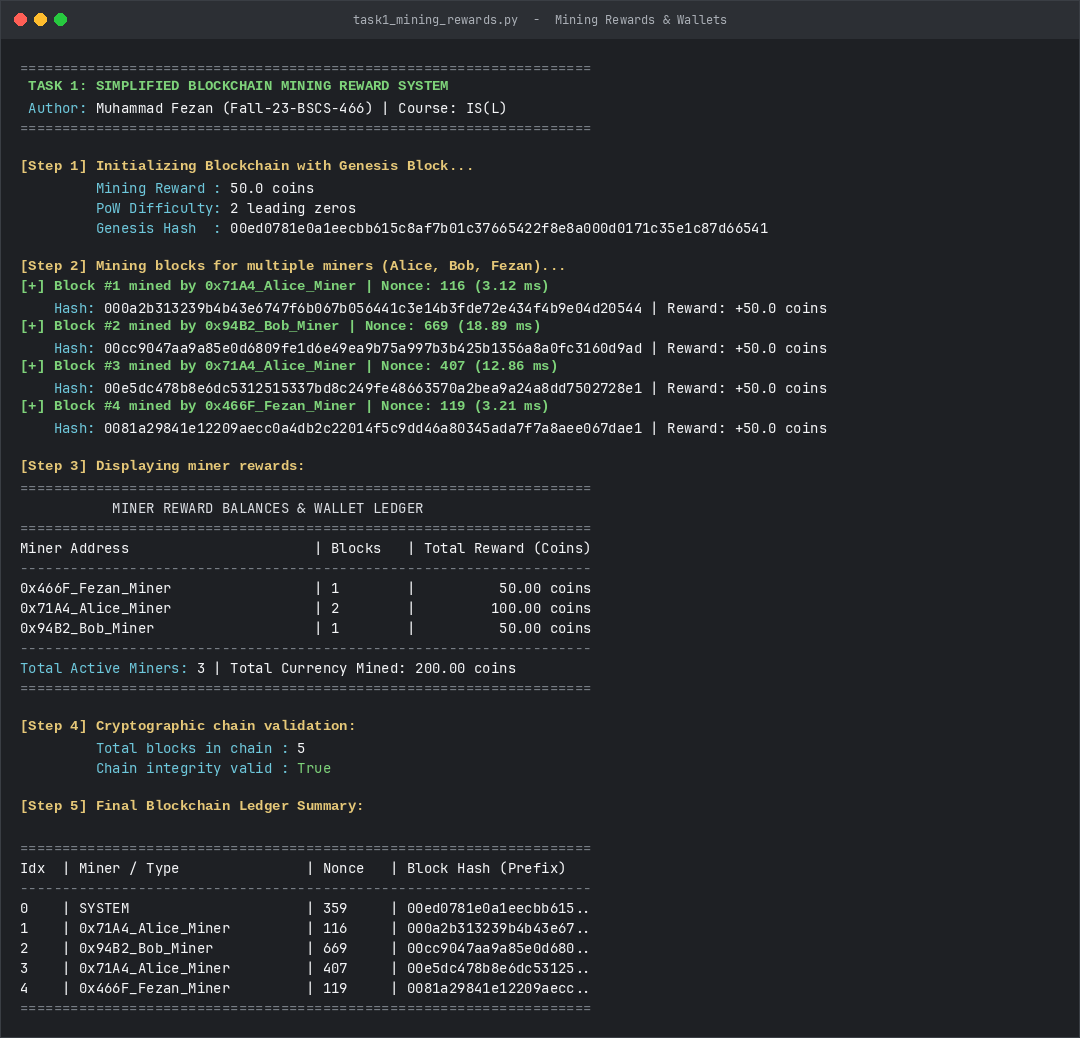 task1_mining_rewards.py  -  Mining Rewards & Wallets
====================================================================
 TASK 1: SIMPLIFIED BLOCKCHAIN MINING REWARD SYSTEM
 Author: Muhammad Fezan (Fall-23-BSCS-466) | Course: IS(L)
====================================================================
[Step 1] Initializing Blockchain with Genesis Block...
         Mining Reward : 50.0 coins
         PoW Difficulty: 2 leading zeros
         Genesis Hash  : 00ed0781e0a1eecbb615c8af7b01c37665422f8e8a000d0171c35e1c87d66541
[Step 2] Mining blocks for multiple miners (Alice, Bob, Fezan)...
[+] Block #1 mined by 0x71A4_Alice_Miner | Nonce: 116 (3.12 ms)
    Hash: 000a2b313239b4b43e6747f6b067b056441c3e14b3fde72e434f4b9e04d20544 | Reward: +50.0 coins
[+] Block #2 mined by 0x94B2_Bob_Miner | Nonce: 669 (18.89 ms)
    Hash: 00cc9047aa9a85e0d6809fe1d6e49ea9b75a997b3b425b1356a8a0fc3160d9ad | Reward: +50.0 coins
[+] Block #3 mined by 0x71A4_Alice_Miner | Nonce: 407 (12.86 ms)
    Hash: 00e5dc478b8e6dc5312515337bd8c249fe48663570a2bea9a24a8dd7502728e1 | Reward: +50.0 coins
[+] Block #4 mined by 0x466F_Fezan_Miner | Nonce: 119 (3.21 ms)
    Hash: 0081a29841e12209aecc0a4db2c22014f5c9dd46a80345ada7f7a8aee067dae1 | Reward: +50.0 coins
[Step 3] Displaying miner rewards:
====================================================================
           MINER REWARD BALANCES & WALLET LEDGER
====================================================================
Miner Address                      | Blocks   | Total Reward (Coins)
--------------------------------------------------------------------
0x466F_Fezan_Miner                 | 1        |          50.00 coins
0x71A4_Alice_Miner                 | 2        |         100.00 coins
0x94B2_Bob_Miner                   | 1        |          50.00 coins
--------------------------------------------------------------------
Total Active Miners: 3 | Total Currency Mined: 200.00 coins
====================================================================
[Step 4] Cryptographic chain validation:
         Total blocks in chain : 5
         Chain integrity valid : True
[Step 5] Final Blockchain Ledger Summary:
====================================================================
Idx  | Miner / Type               | Nonce   | Block Hash (Prefix)
--------------------------------------------------------------------
0    | SYSTEM                     | 359     | 00ed0781e0a1eecbb615..
1    | 0x71A4_Alice_Miner         | 116     | 000a2b313239b4b43e67..
2    | 0x94B2_Bob_Miner           | 669     | 00cc9047aa9a85e0d680..
3    | 0x71A4_Alice_Miner         | 407     | 00e5dc478b8e6dc53125..
4    | 0x466F_Fezan_Miner         | 119     | 0081a29841e12209aecc..
====================================================================